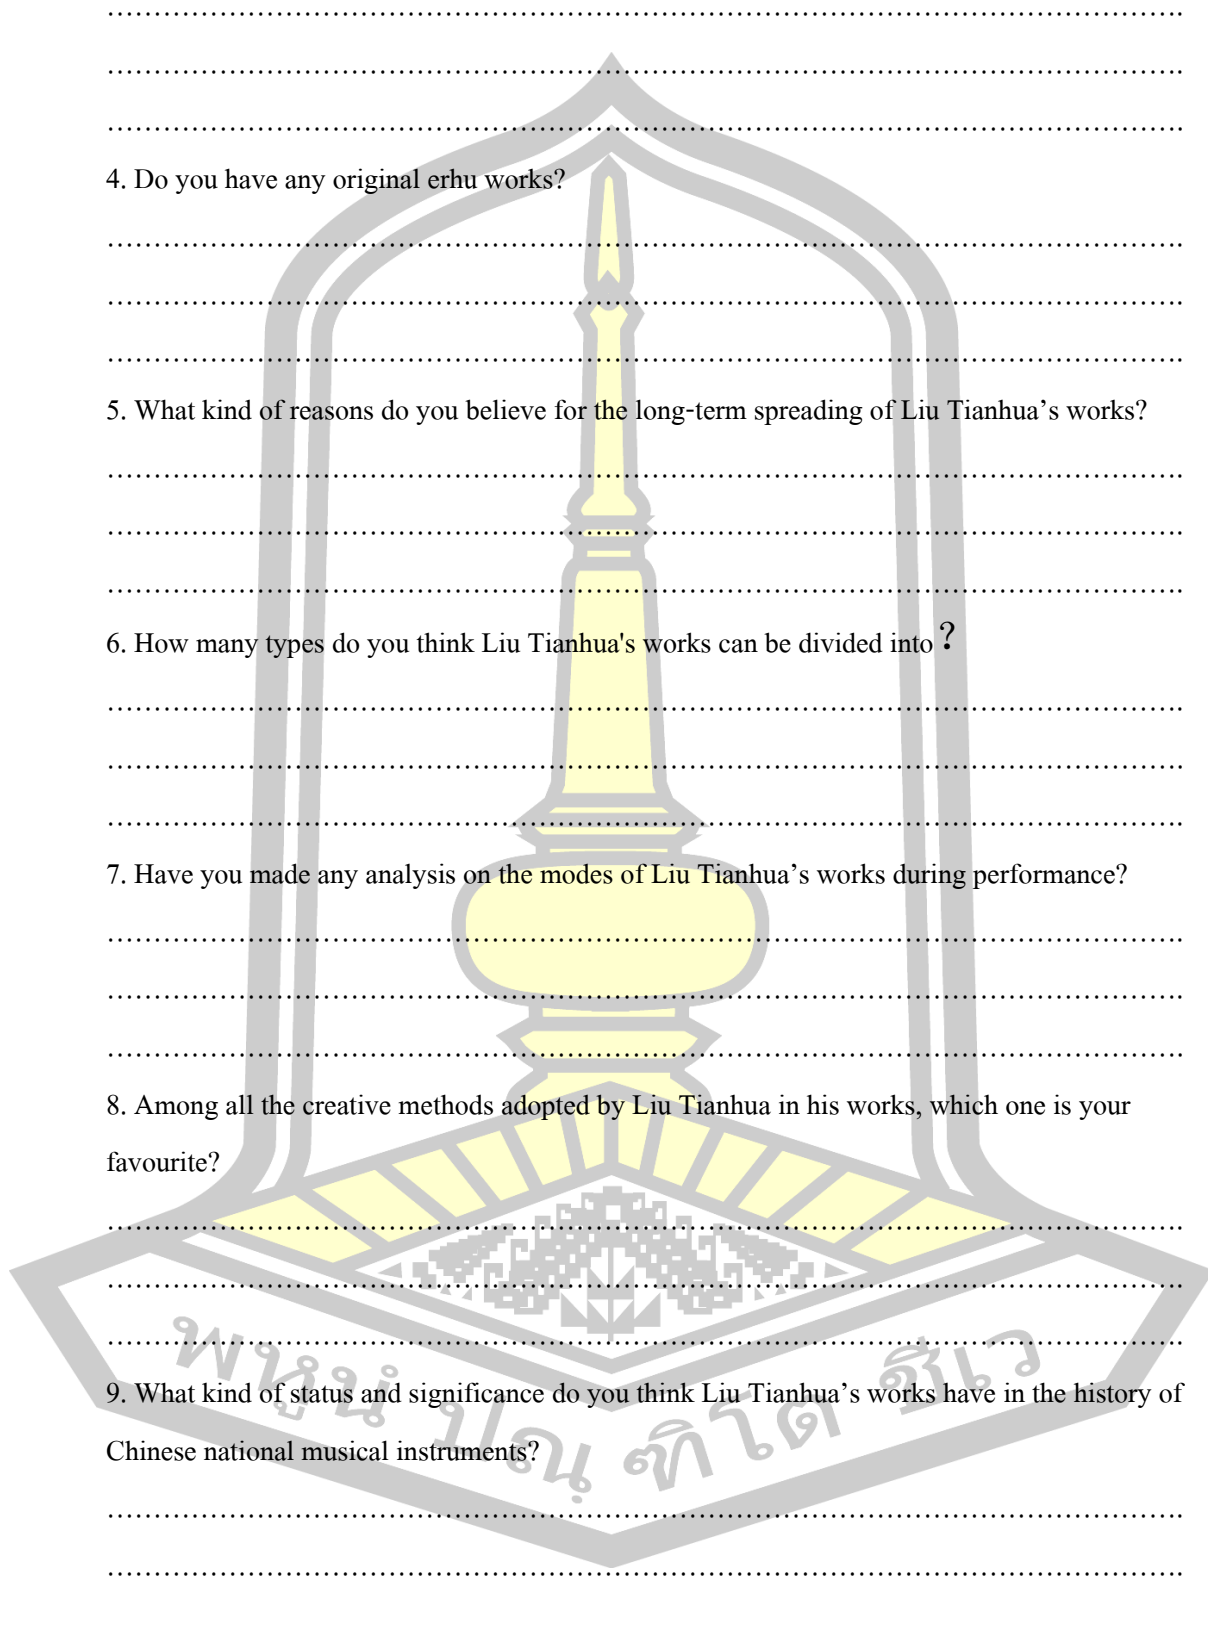 ……………………………………………………………………………………………………….
……………………………………………………………………………………………………….
……………………………………………………………………………………………………….
4. Do you have any original erhu works?
……………………………………………………………………………………………………….
……………………………………………………………………………………………………….
……………………………………………………………………………………………………….
5. What kind of reasons do you believe for the long-term spreading of Liu Tianhua’s works?
……………………………………………………………………………………………………….
……………………………………………………………………………………………………….
……………………………………………………………………………………………………….
6. How many types do you think Liu Tianhua's works can be divided into？
……………………………………………………………………………………………………….
……………………………………………………………………………………………………….
……………………………………………………………………………………………………….
7. Have you made any analysis on the modes of Liu Tianhua’s works during performance?
……………………………………………………………………………………………………….
……………………………………………………………………………………………………….
……………………………………………………………………………………………………….
8. Among all the creative methods adopted by Liu Tianhua in his works, which one is your
favourite?
……………………………………………………………………………………………………….
……………………………………………………………………………………………………….
……………………………………………………………………………………………………….
9. What kind of status and significance do you think Liu Tianhua’s works have in the history of
Chinese national musical instruments?
……………………………………………………………………………………………………….
……………………………………………………………………………………………………….
พหูนํ ปณฺฑิโต ชีเว